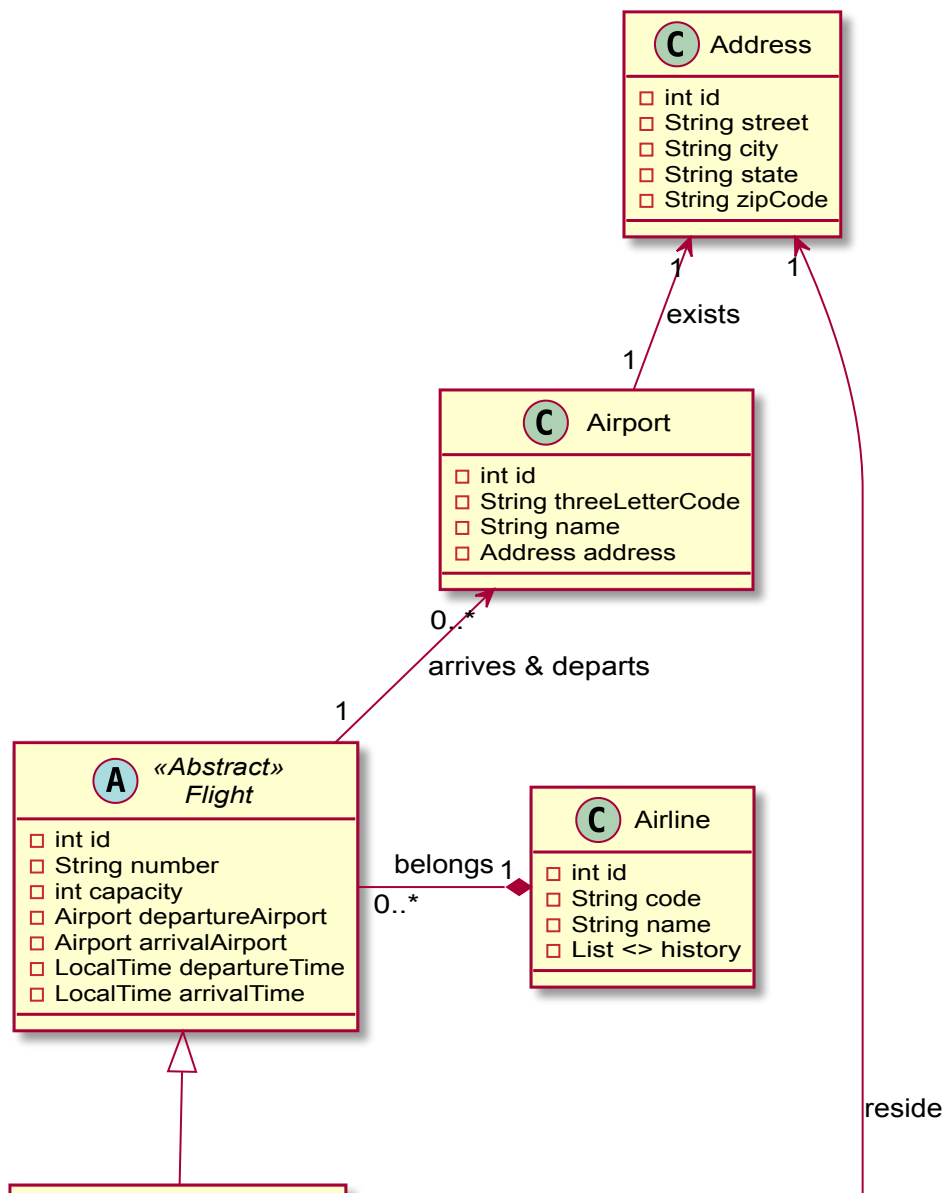 C Address
int id
String street
String city
String state
String zipCode
1
1
exists
1
C Airport
int id
String threeLetterCode
String name
Address address
0..*
arrives & departs
1
A «Abstract»
Flight
int id
String number
int capacity
Airport departureAirport
Airport arrivalAirport
LocalTime departureTime
LocalTime arrivalTime
belongs 1
0..*
C Airline
int id
String code
String name
List <> history
reside